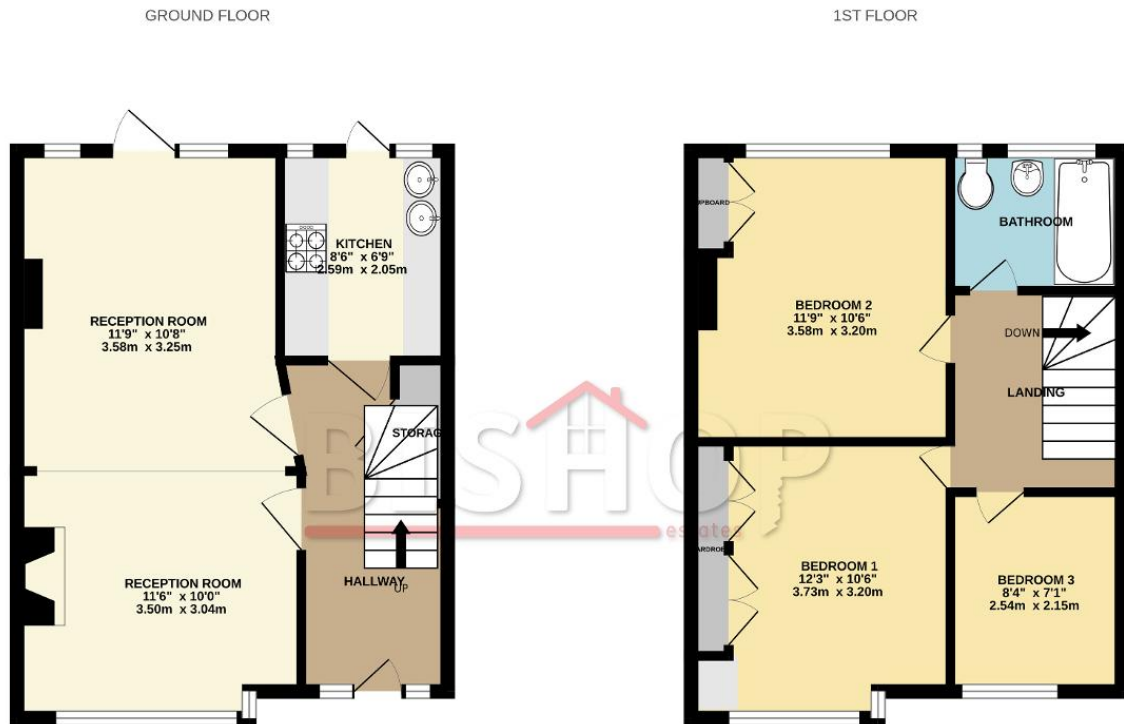 GROUND FLOOR
1ST FLOOR
KITCHEN
8'6" x 6'9"
2.59m x 2.05m
RECEPTION ROOM
11'9" x 10'8"
3.58m x 3.25m
STORAG
RECEPTION ROOM
11'6" x 10'0"
3.50m x 3.04m
HALLWAY
UP
UPBOARD
BATHROOM
BEDROOM 2
11'9" x 10'6"
3.58m x 3.20m
DOWN
LANDING
ARDROBE
BEDROOM 1
12'3" x 10'6"
3.73m x 3.20m
BEDROOM 3
8'4" x 7'1"
2.54m x 2.15m
BISHOP
estates